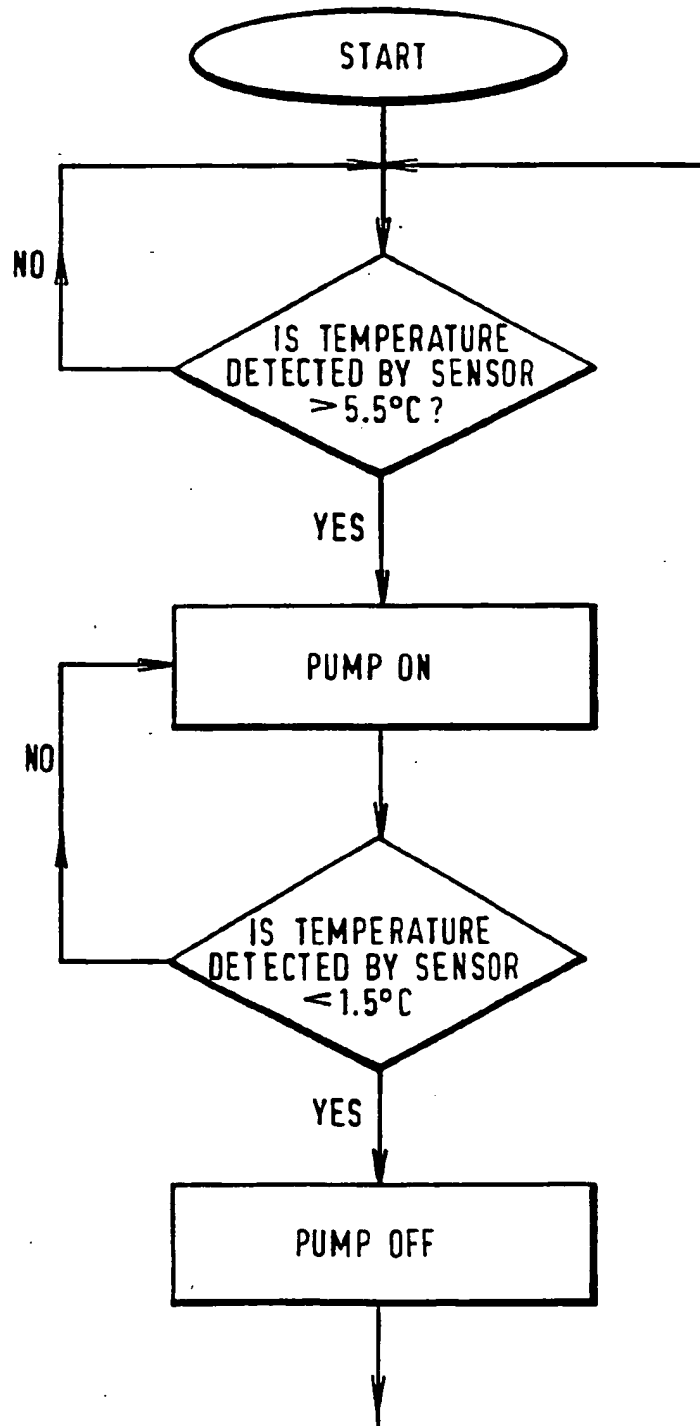 START
NO
IS TEMPERATURE
DETECTED BY SENSOR
>5.5°C?
YES
PUMP ON
NO
IS TEMPERATURE
DETECTED BY SENSOR
<1.5°C
YES
PUMP OFF